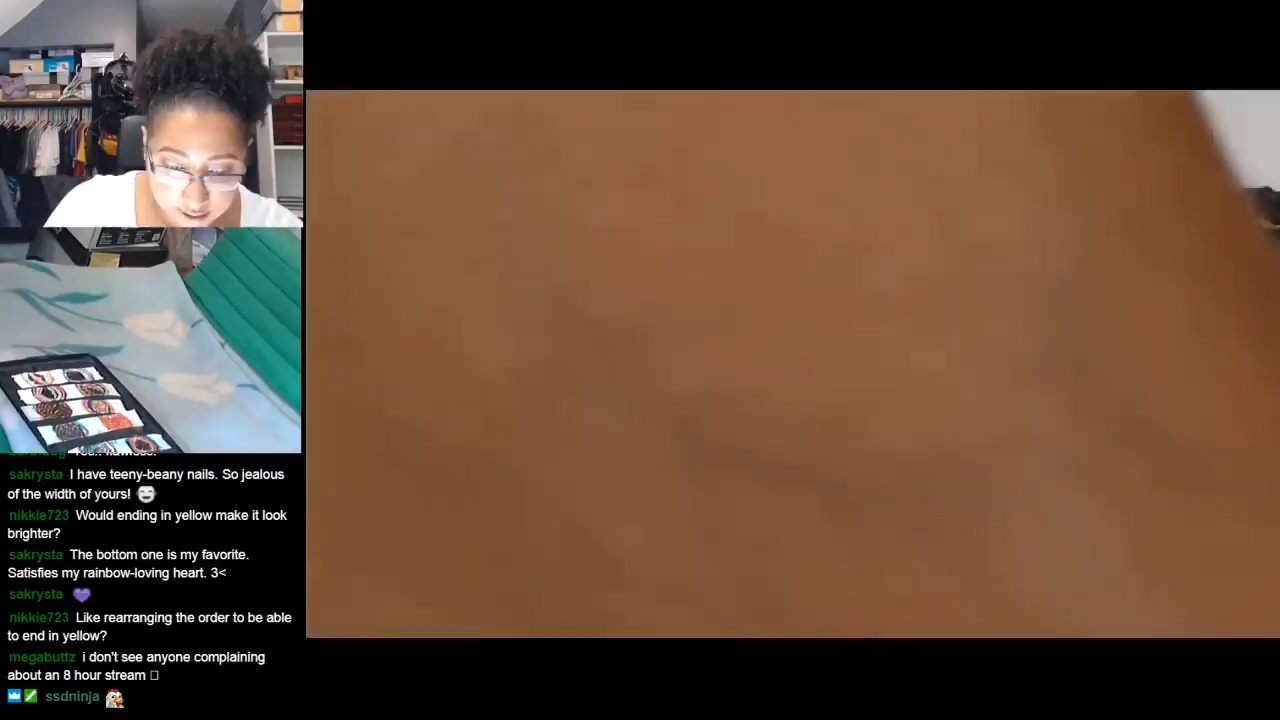 sakrysta I have teeny-beany nails. So jealous
of the width of yours!
nikkie723 Would ending in yellow make it look
brighter?
sakrysta The bottom one is my favorite.
Satisfies my rainbow-loving heart. 3<
sakrysta
nikkie723 Like rearranging the order to be able
to end in yellow?
megabuttz i don't see anyone complaining
about an 8 hour stream
ssdninja